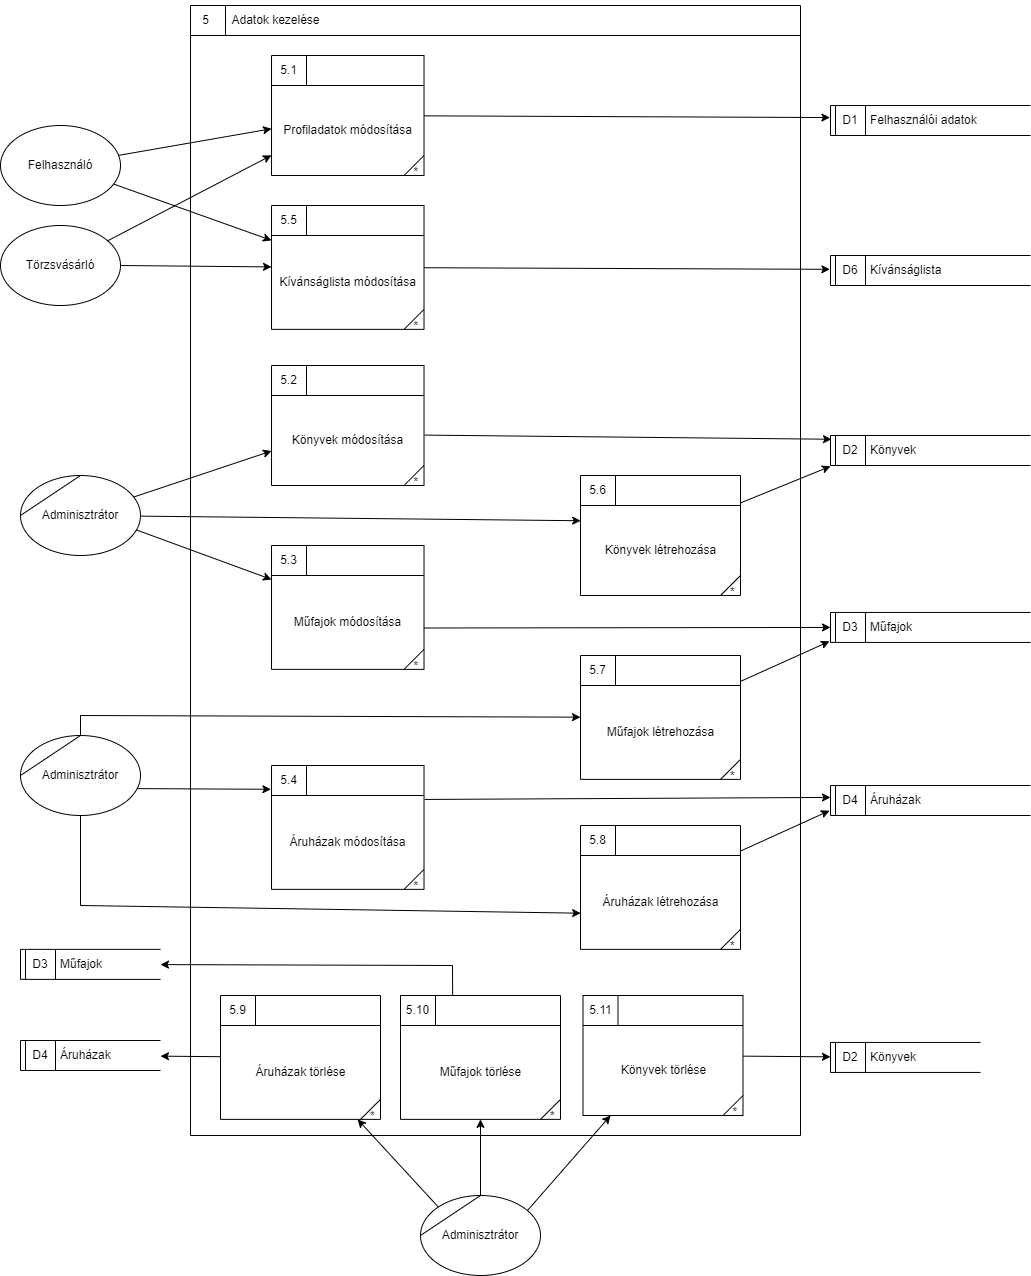 5 Adatok kezelése
5.1
Profiladatok módosítása
*
D1 Felhasználói adatok
Felhasználó
5.5
Kívánságlista módosítása
*
Törzsvásárló
D6 Kívánságlista
5.2
Könyvek módosítása
*
D2 Könyvek
5.6
Könyvek létrehozása
*
Adminisztrátor
5.3
Műfajok módosítása
*
D3 Műfajok
5.7
Műfajok létrehozása
*
Adminisztrátor
5.4
Áruházak módosítása
*
D4 Áruházak
5.8
Áruházak létrehozása
*
D3 Műfajok
5.9
Áruházak törlése
*
5.10
Műfajok törlése
*
5.11
Könyvek törlése
*
D4 Áruházak
D2 Könyvek
Adminisztrátor